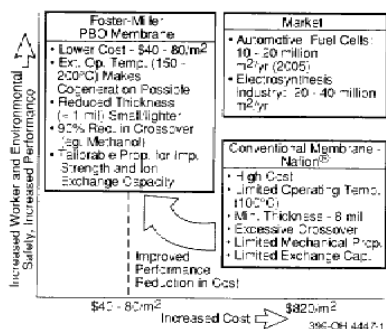 Foster-Miller
PBO Membrane
• Lower Cost - $40 - 80/m²
• Ext. Op. Temp. (150 -
200°C) Makes
Cogeneration Possible
• Reduced Thickness
(≈ 1 mil) Small/lighter
• 90% Red. in Crossover
(eg. Methanol)
• Tailorable Prop. for Imp.
Strength and Ion
Exchange Capacity
Market
• Automotive Fuel Cells:
10 - 20 million
m²/yr (2005)
• Electrosynthesis
Industry: 20 - 40 million
m²/yr
Conventional Membrane -
Nafion®
• High Cost
• Limited Operating Temp.
(100°C)
• Min. Thickness - 8 mil
• Excessive Crossover
• Limited Mechanical Prop.
• Limited Exchange Cap.
Improved
Performance
Reduction in Cost
Increased Worker and Environmental
Safety, Increased Performance
$40 - 80/m²
$820/m²
Increased Cost